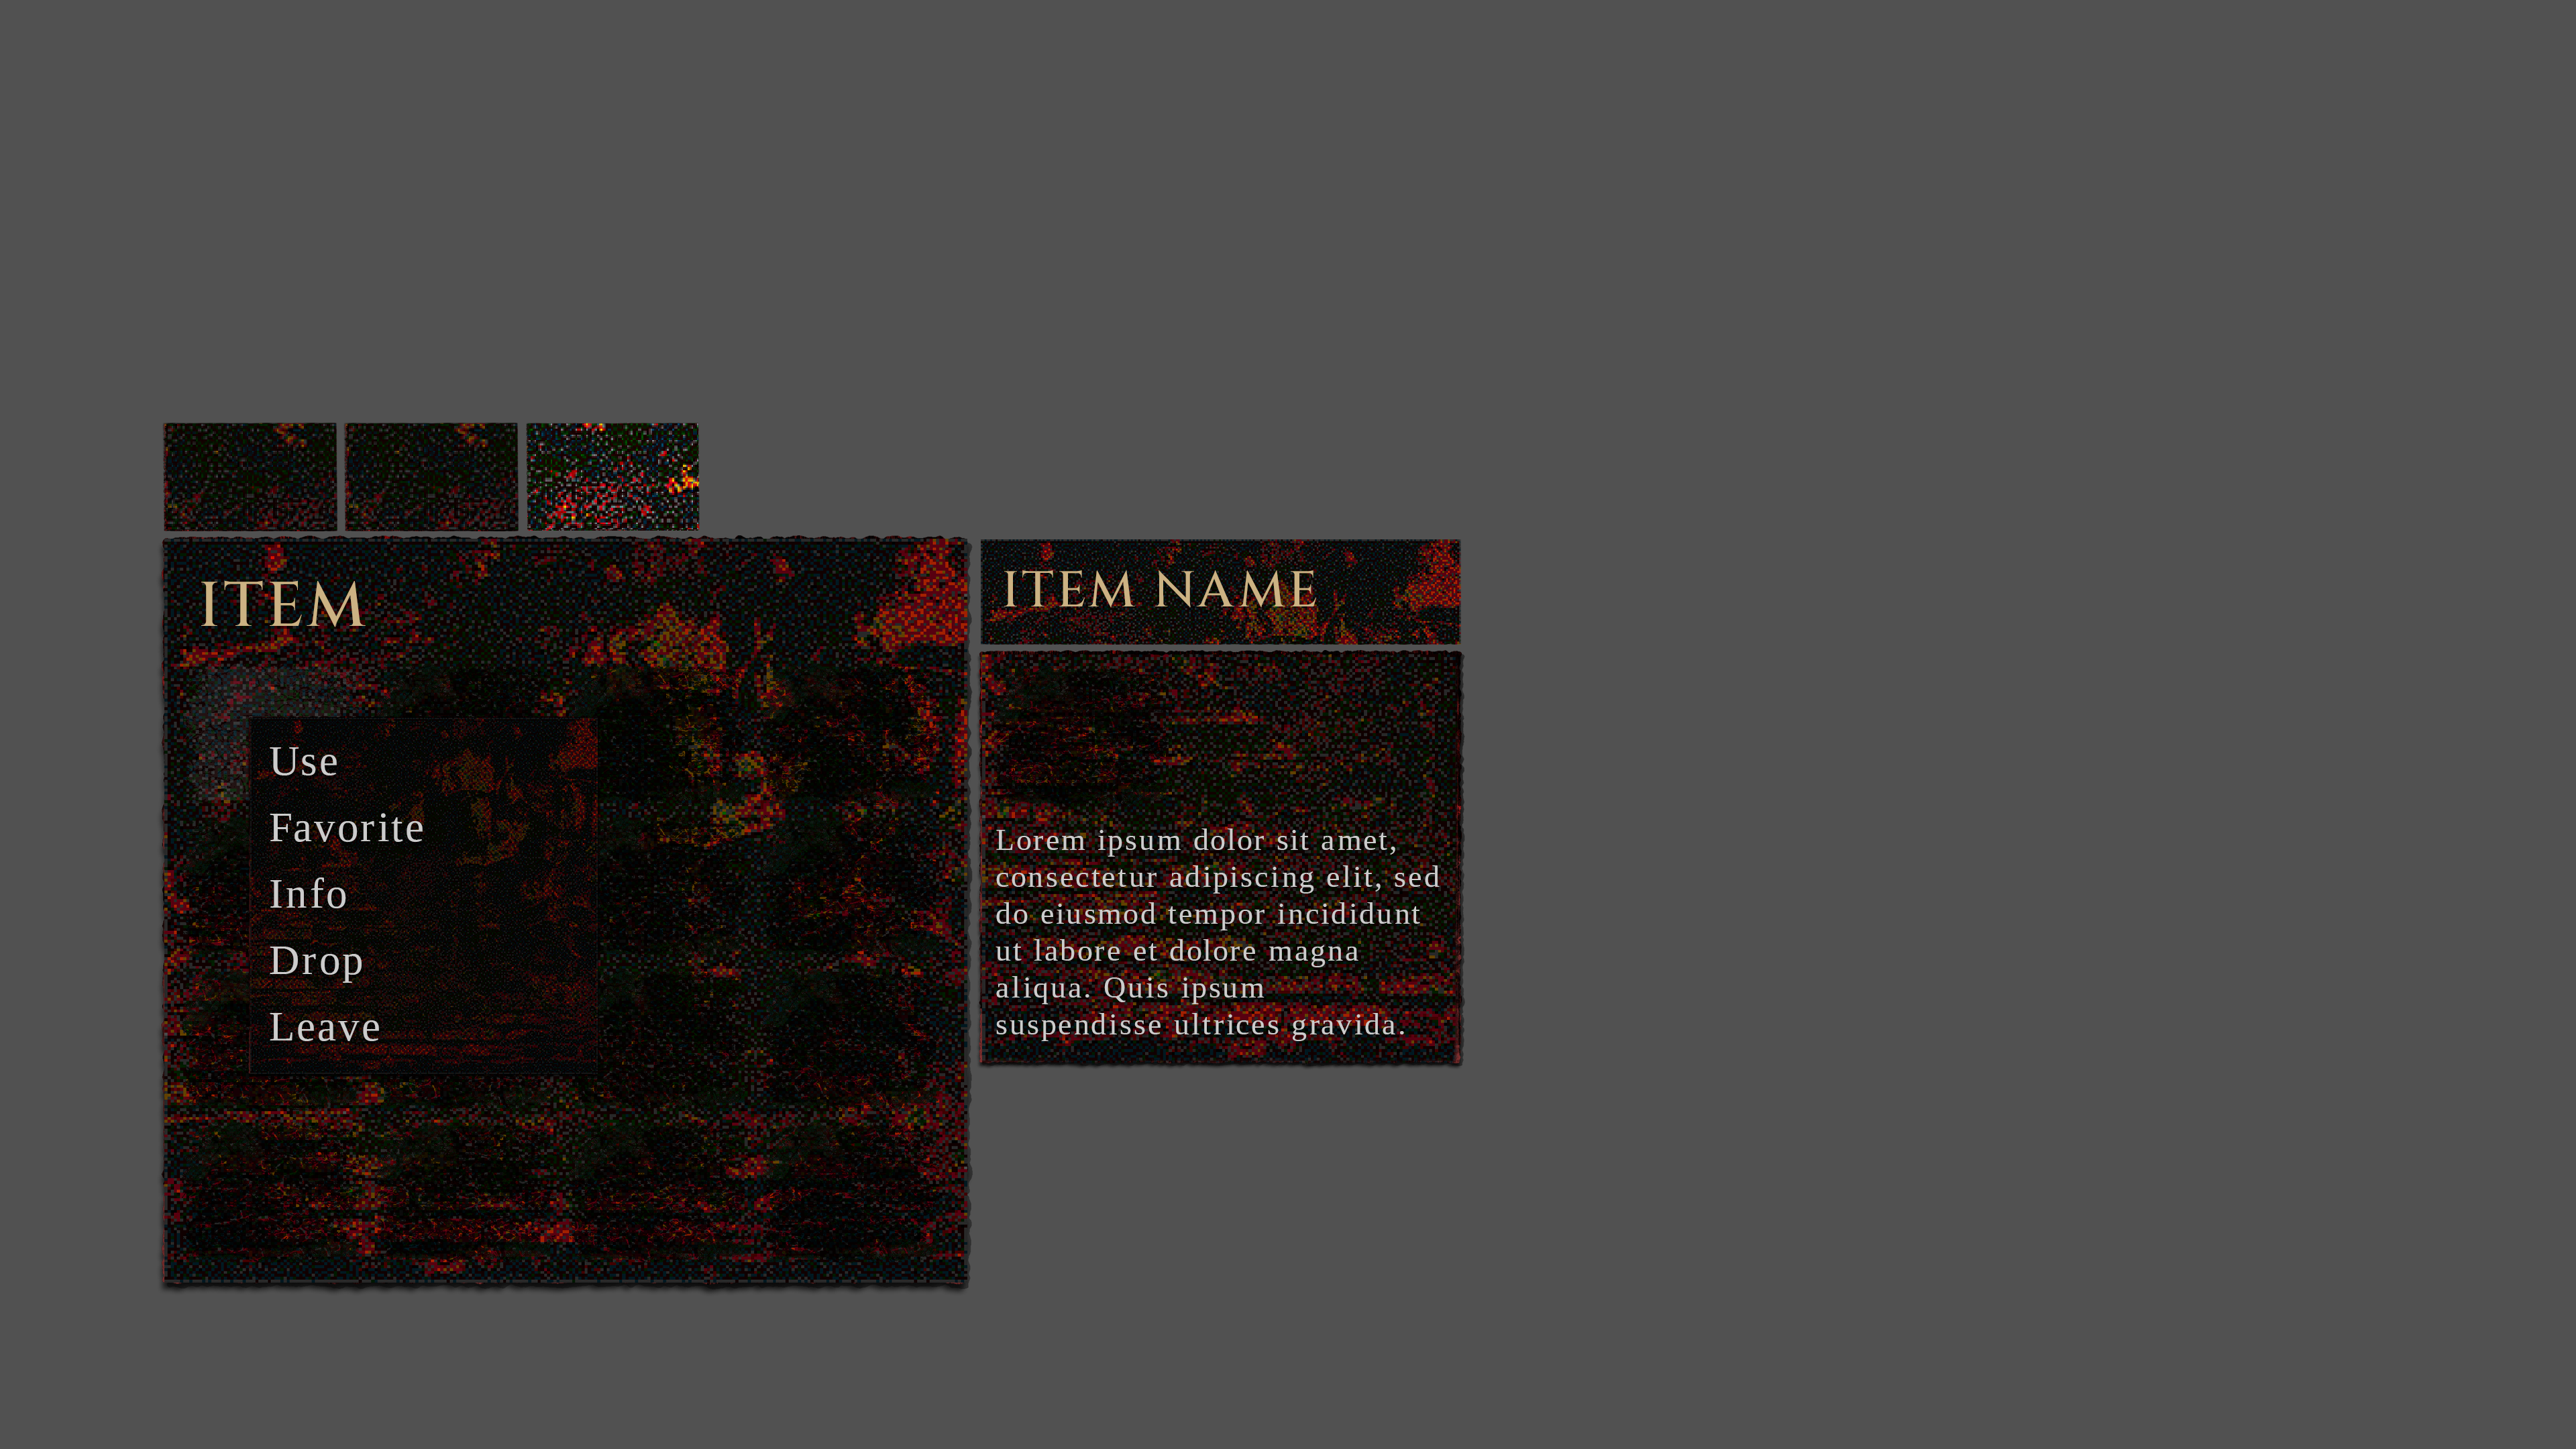 ITEM
Use
Favorite
Info
Drop
Leave
ITEM NAME
Lorem ipsum dolor sit amet,
consectetur adipiscing elit, sed
do eiusmod tempor incididunt
ut labore et dolore magna
aliqua. Quis ipsum
suspendisse ultrices gravida.